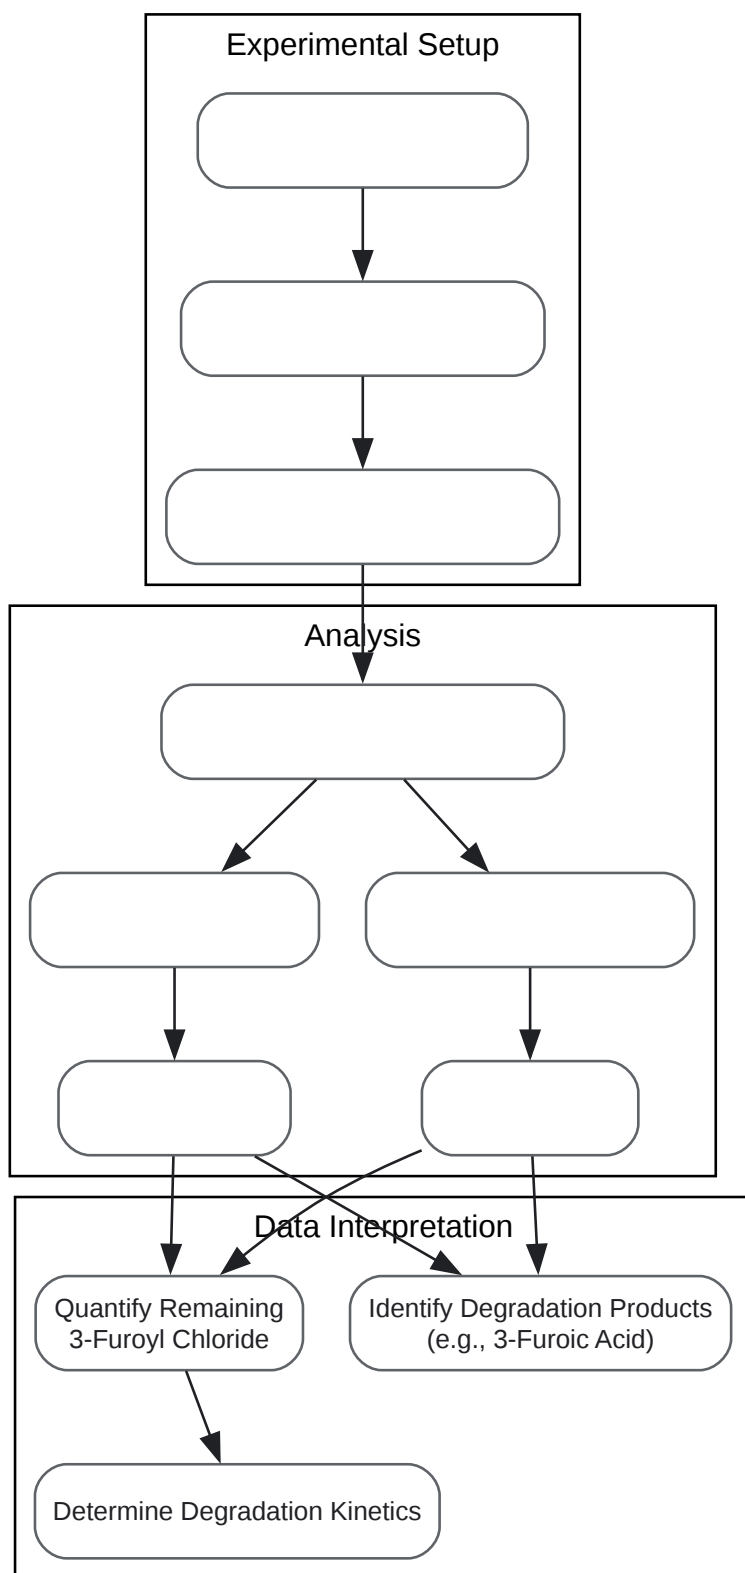 Experimental Setup
Analysis
Data Interpretation
Quantify Remaining
3-Furoyl Chloride
Identify Degradation Products
(e.g., 3-Furoic Acid)
Determine Degradation Kinetics